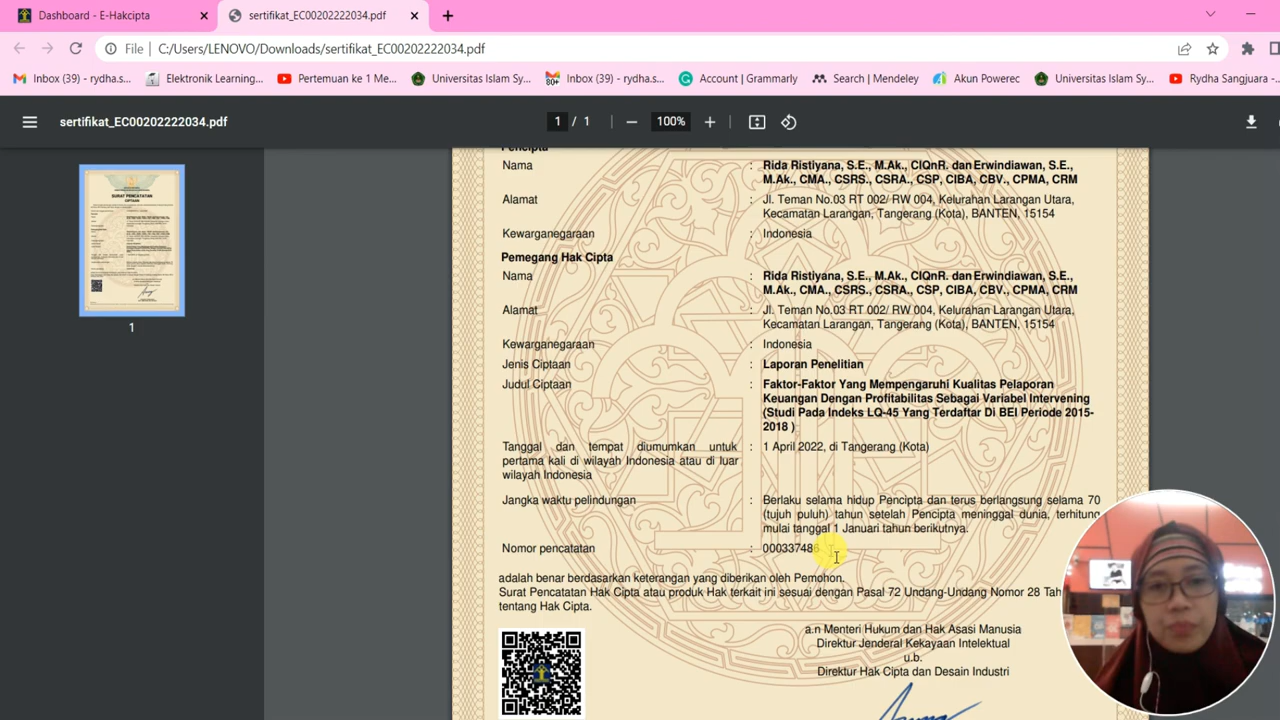 Dashboard - E-Hakcipta
sertifikat_EC00202222034.pdf
File
C:/Users/LENOVO/Downloads/sertifikat_EC00202222034.pdf
Inbox (39) - rydha.s...
Elektronik Learning...
Pertemuan ke 1 Me...
Universitas Islam Sy...
80+
Inbox (39) - rydha.s...
Account | Grammarly
Search | Mendeley
Akun Powerec
Universitas Islam Sy...
Rydha Sangjuara -...
sertifikat_EC00202222034.pdf
1 / 1
100%
SURAT PENCATATAN
CIPTAAN
1
Pencipta
Nama : Rida Ristiyana, S.E., M.Ak., CIQnR. dan Erwindiawan, S.E.,
M.Ak., CMA., CSRS., CSRA., CSP, CIBA, CBV., CPMA, CRM
Alamat : Jl. Teman No.03 RT 002/ RW 004, Kelurahan Larangan Utara,
Kecamatan Larangan, Tangerang (Kota), BANTEN, 15154
Kewarganegaraan : Indonesia
Pemegang Hak Cipta
Nama : Rida Ristiyana, S.E., M.Ak., CIQnR. dan Erwindiawan, S.E.,
M.Ak., CMA., CSRS., CSRA., CSP, CIBA, CBV., CPMA, CRM
Alamat : Jl. Teman No.03 RT 002/ RW 004, Kelurahan Larangan Utara,
Kecamatan Larangan, Tangerang (Kota), BANTEN, 15154
Kewarganegaraan : Indonesia
Jenis Ciptaan : Laporan Penelitian
Judul Ciptaan : Faktor-Faktor Yang Mempengaruhi Kualitas Pelaporan
Keuangan Dengan Profitabilitas Sebagai Variabel Intervening
(Studi Pada Indeks LQ-45 Yang Terdaftar Di BEI Periode 2015-
2018 )
Tanggal dan tempat diumumkan untuk : 1 April 2022, di Tangerang (Kota)
pertama kali di wilayah Indonesia atau di luar
wilayah Indonesia
Jangka waktu pelindungan : Berlaku selama hidup Pencipta dan terus berlangsung selama 70
(tujuh puluh) tahun setelah Pencipta meninggal dunia, terhitung
mulai tanggal 1 Januari tahun berikutnya.
Nomor pencatatan : 000337486
adalah benar berdasarkan keterangan yang diberikan oleh Pemohon.
Surat Pencatatan Hak Cipta atau produk Hak terkait ini sesuai dengan Pasal 72 Undang-Undang Nomor 28 Tah
tentang Hak Cipta.
a.n Menteri Hukum dan Hak Asasi Manusia
Direktur Jenderal Kekayaan Intelektual
u.b.
Direktur Hak Cipta dan Desain Industri